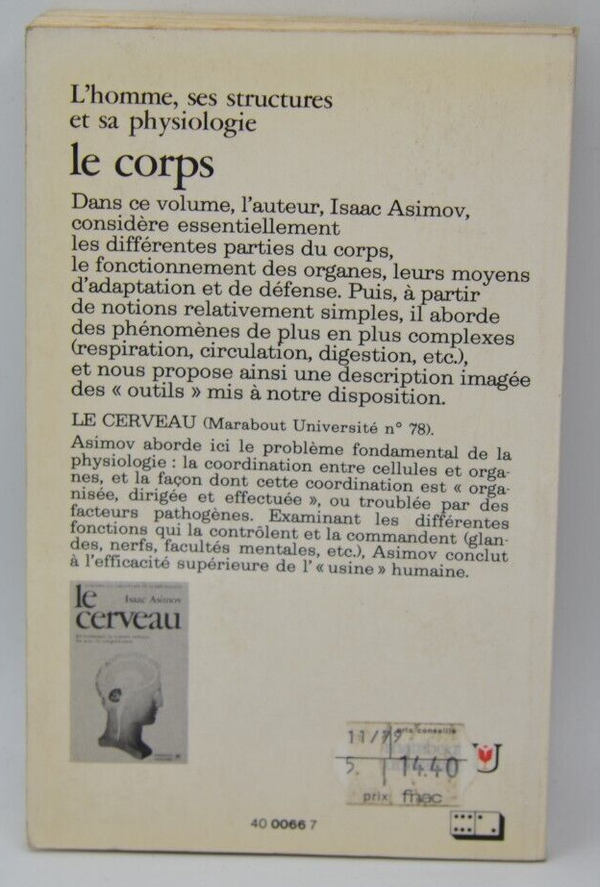 L'homme, ses structures
et sa physiologie
le corps
Dans ce volume, l'auteur, Isaac Asimov,
considère essentiellement
les différentes parties du corps,
le fonctionnement des organes, leurs moyens
d'adaptation et de défense. Puis, à partir
de notions relativement simples, il aborde
des phénomènes de plus en plus complexes
(respiration, circulation, digestion, etc.),
et nous propose ainsi une description imagée
des « outils » mis à notre disposition.
LE CERVEAU (Marabout Université n° 78).
Asimov aborde ici le problème fondamental de la
physiologie : la coordination entre cellules et orga-
nes, et la façon dont cette coordination est « orga-
nisée, dirigée et effectuée », ou troublée par des
facteurs pathogènes. Examinant les différentes
fonctions qui la contrôlent et la commandent (glan-
des, nerfs, facultés mentales, etc.), Asimov conclut
à l'efficacité supérieure de l'« usine » humaine.
le
Isaac Asimov
cerveau
11/79 prix conseillé
5. 14.40
prix fnac
U
40 0066 7